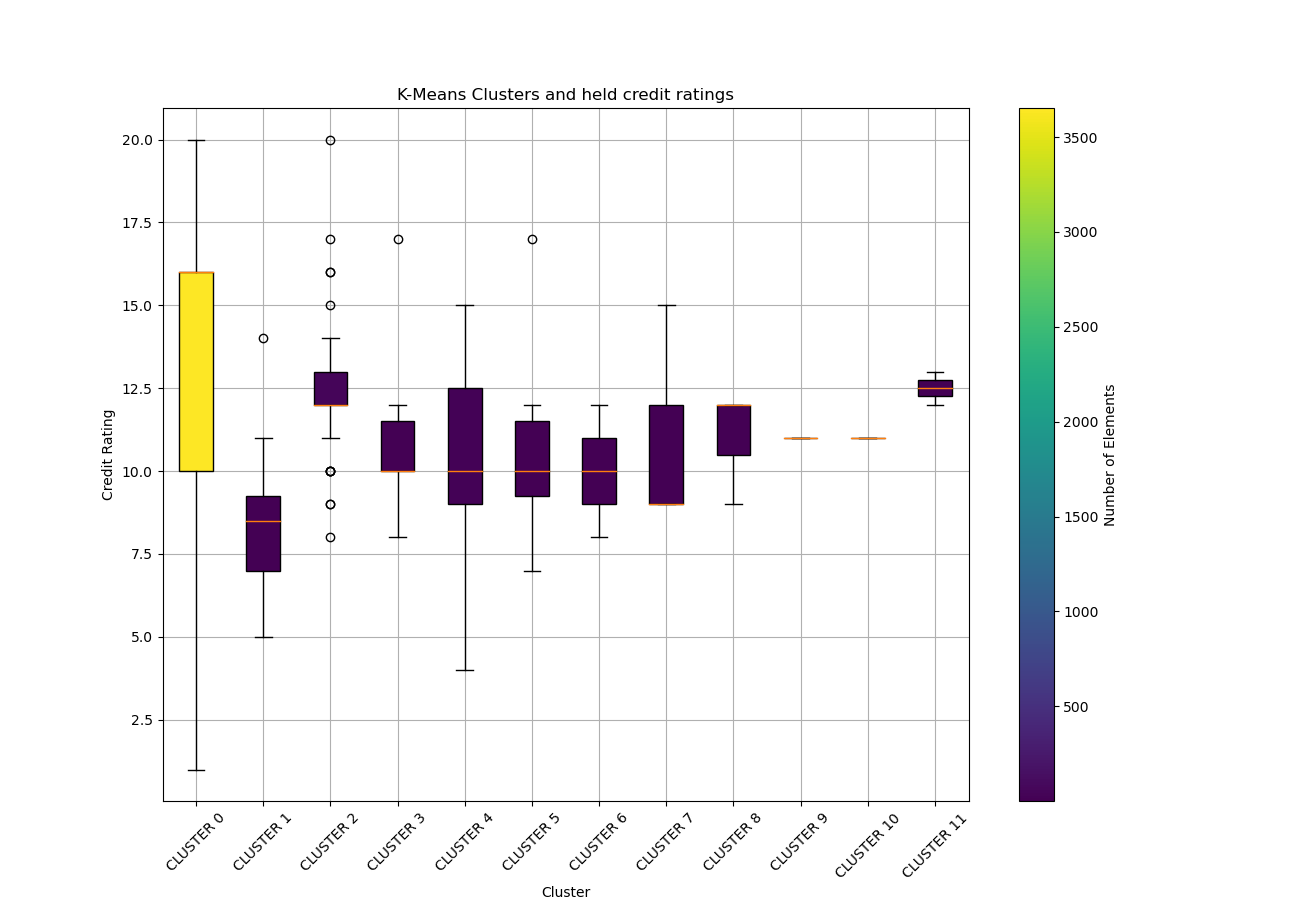 K-Means Clusters and held credit ratings
Credit Rating
20.0
17.5
15.0
12.5
10.0
7.5
5.0
2.5
CLUSTER 0
CLUSTER 1
CLUSTER 2
CLUSTER 3
CLUSTER 4
CLUSTER 5
CLUSTER 6
CLUSTER 7
CLUSTER 8
CLUSTER 9
CLUSTER 10
CLUSTER 11
Cluster
3500
3000
2500
2000
1500
1000
500
Number of Elements